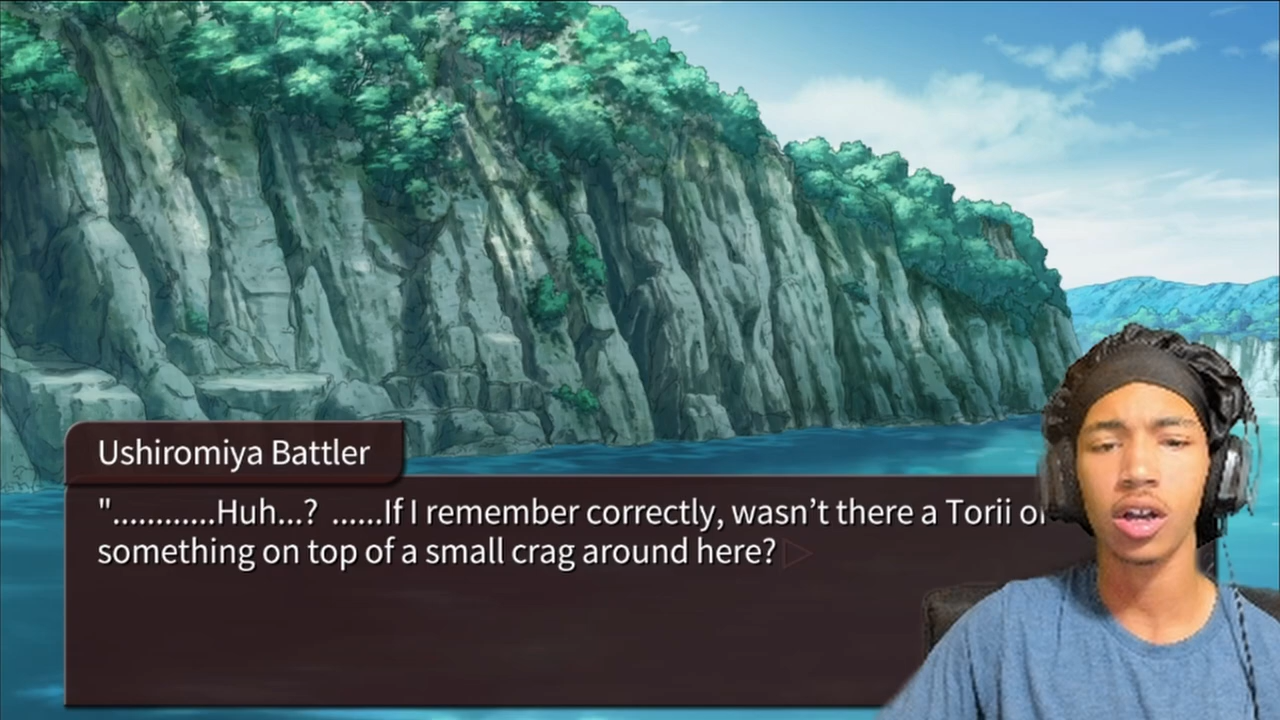 Ushiromiya Battler
"............Huh...?  ......If I remember correctly, wasn't there a Torii or
something on top of a small crag around here?